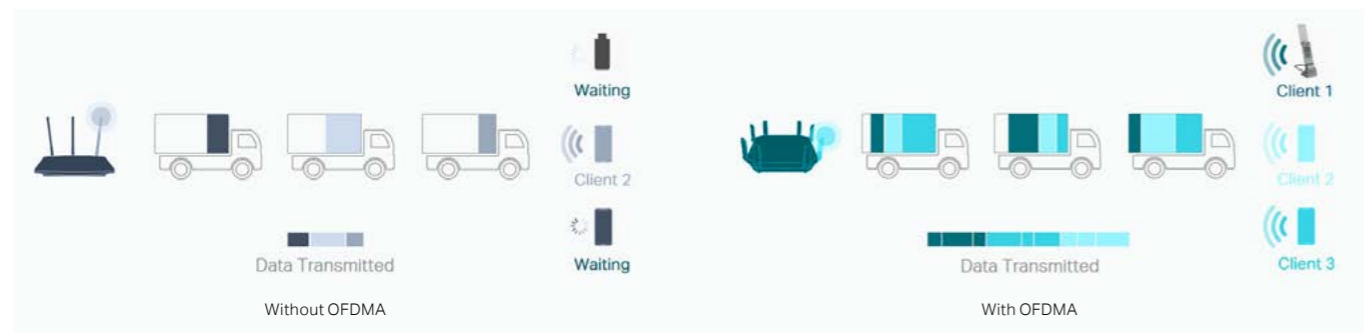 Waiting
Client 2
Waiting
Data Transmitted
Without OFDMA
Client 1
Client 2
Client 3
Data Transmitted
With OFDMA